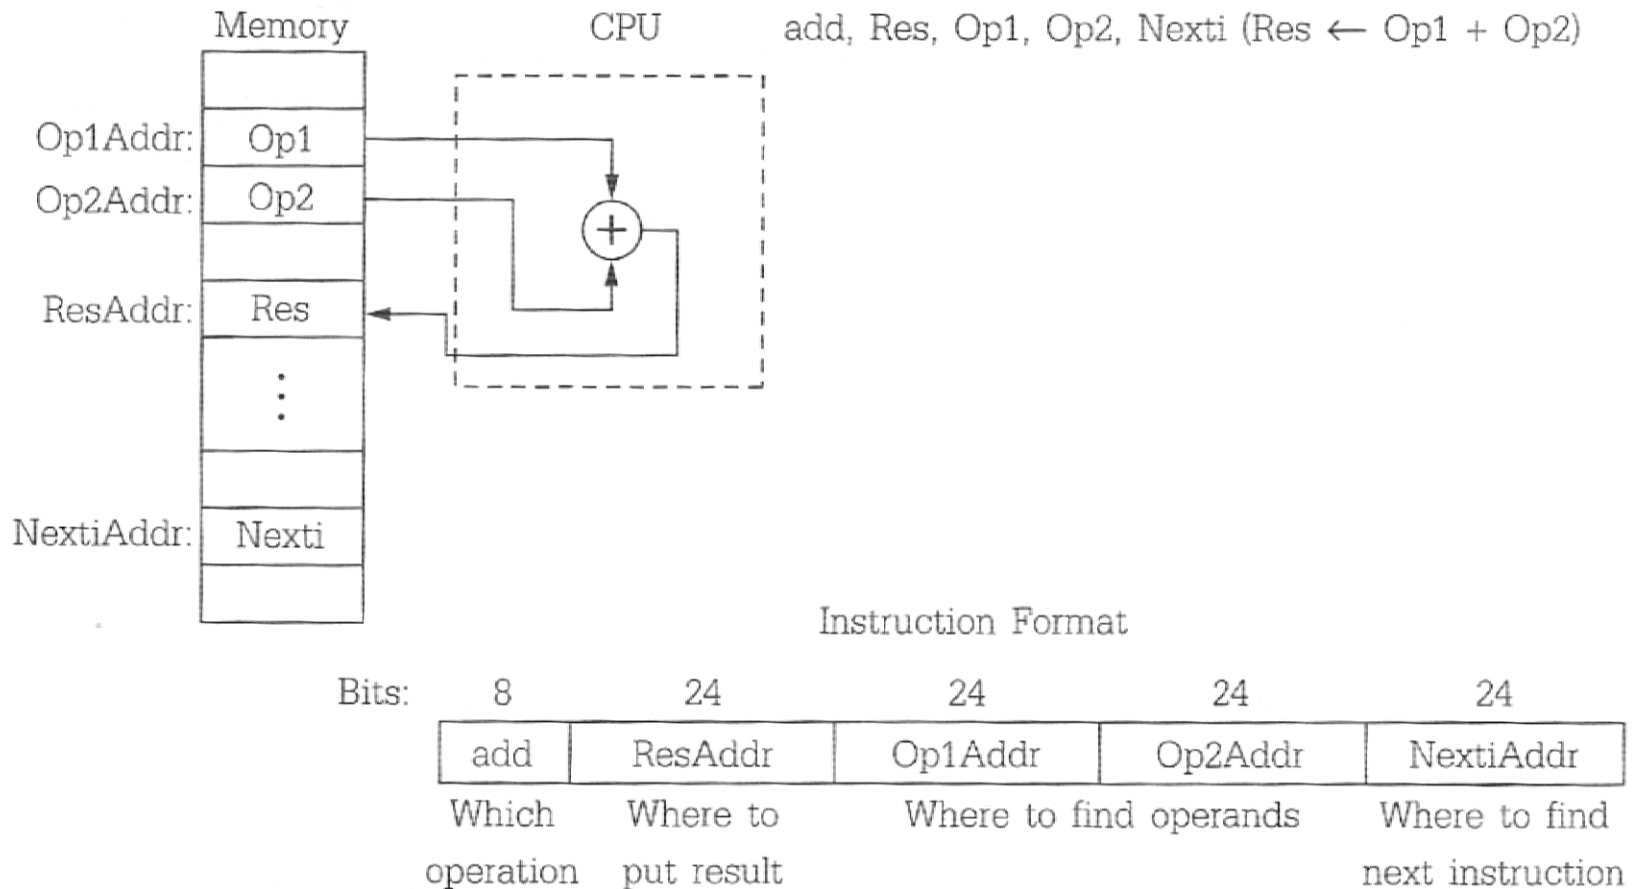 Memory CPU add, Res, Op1, Op2, Nexti (Res ← Op1 + Op2)
Op1Addr: Op1
Op2Addr: Op2
+
ResAddr: Res
NextiAddr: Nexti
Instruction Format
Bits: 8 24 24 24 24
add ResAddr Op1Addr Op2Addr NextiAddr
Which Where to Where to find operands Where to find
operation put result next instruction